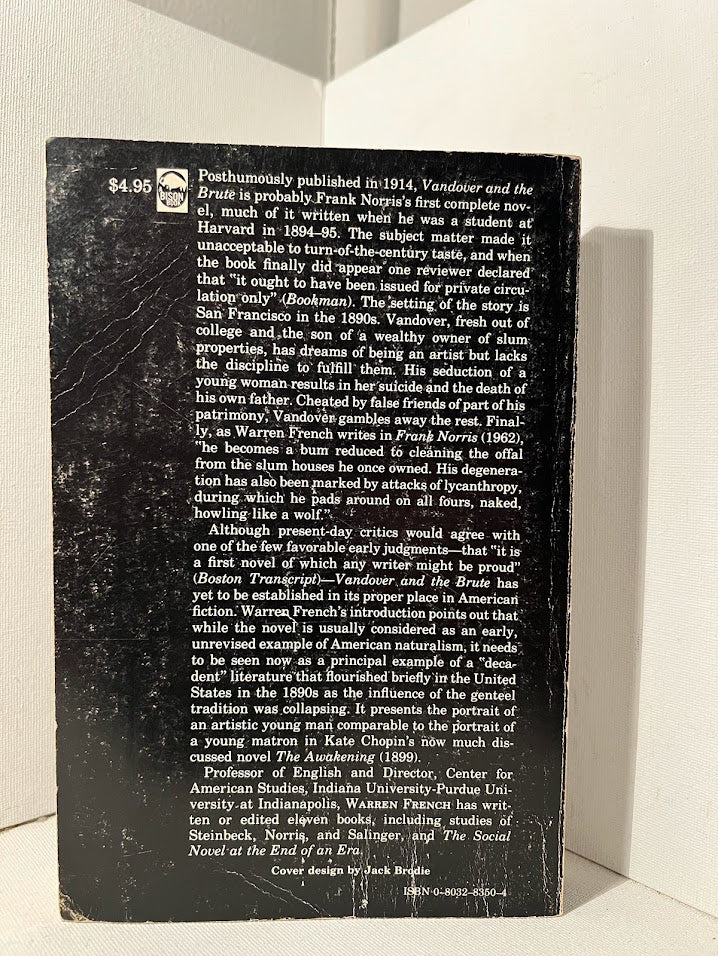 $4.95
BISON
BOOK
Posthumously published in 1914, Vandover and the
Brute is probably Frank Norris's first complete nov-
el, much of it written when he was a student at
Harvard in 1894–95. The subject matter made it
unacceptable to turn-of-the-century taste, and when
the book finally did appear one reviewer declared
that "it ought to have been issued for private circu-
lation only" (Bookman). The setting of the story is
San Francisco in the 1890s. Vandover, fresh out of
college and the son of a wealthy owner of slum
properties, has dreams of being an artist but lacks
the discipline to fulfill them. His seduction of a
young woman results in her suicide and the death of
his own father. Cheated by false friends of part of his
patrimony, Vandover gambles away the rest. Final-
ly, as Warren French writes in Frank Norris (1962),
"he becomes a bum reduced to cleaning the offal
from the slum houses he once owned. His degenera-
tion has also been marked by attacks of lycanthropy,
during which he pads around on all fours, naked,
howling like a wolf."
Although present-day critics would agree with
one of the few favorable early judgments—that "it is
a first novel of which any writer might be proud"
(Boston Transcript)—Vandover and the Brute has
yet to be established in its proper place in American
fiction. Warren French's introduction points out that
while the novel is usually considered as an early,
unrevised example of American naturalism, it needs
to be seen now as a principal example of a "deca-
dent" literature that flourished briefly in the United
States in the 1890s as the influence of the genteel
tradition was collapsing. It presents the portrait of
an artistic young man comparable to the portrait of
a young matron in Kate Chopin's now much dis-
cussed novel The Awakening (1899).
Professor of English and Director, Center for
American Studies, Indiana University-Purdue Uni-
versity at Indianapolis, WARREN FRENCH has writ-
ten or edited eleven books, including studies of
Steinbeck, Norris, and Salinger, and The Social
Novel at the End of an Era.
Cover design by Jack Brodie
ISBN 0-8032-8350-4